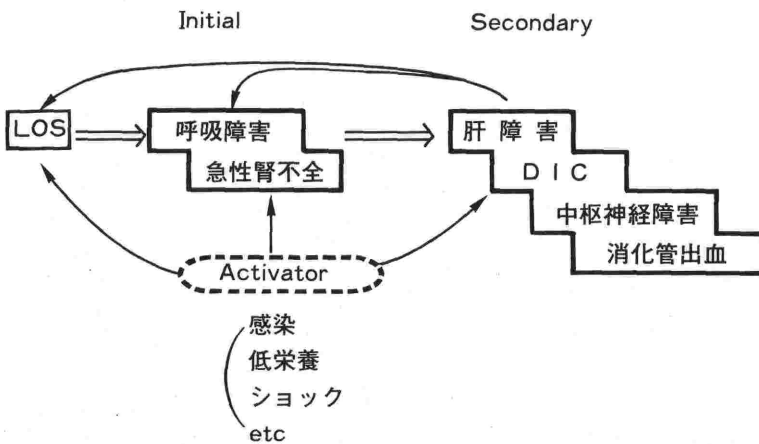 Initial
Secondary
LOS
呼吸障害
急性腎不全
肝障害
DIC
中枢神経障害
消化管出血
Activator
感染
低栄養
ショック
etc